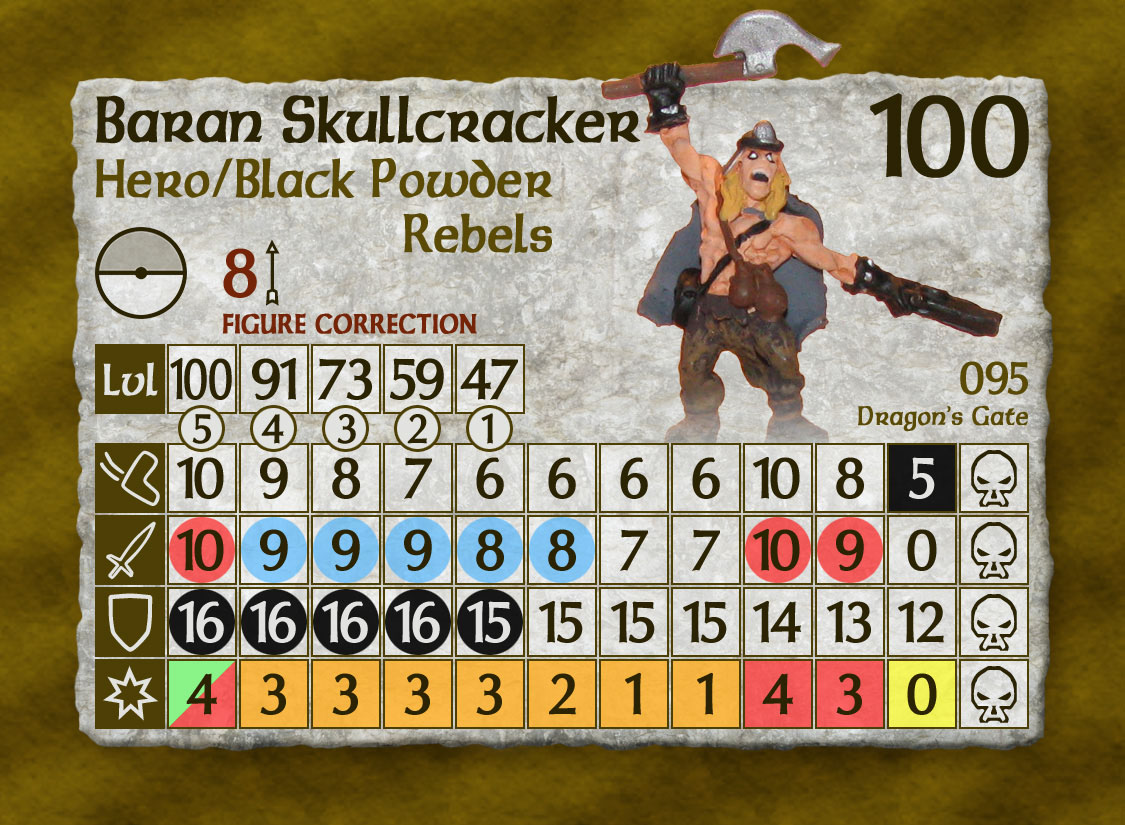 Baran Skullcracker
100
Hero/Black Powder
Rebels
8
FIGURE CORRECTION
Lvl 100 91 73 59 47
095
5 4 3 2 1
Dragon's Gate
10 9 8 7 6 6 6 6 10 8 5
10 9 9 9 8 8 7 7 10 9 0
16 16 16 16 15 15 15 15 14 13 12
4 3 3 3 3 2 1 1 4 3 0